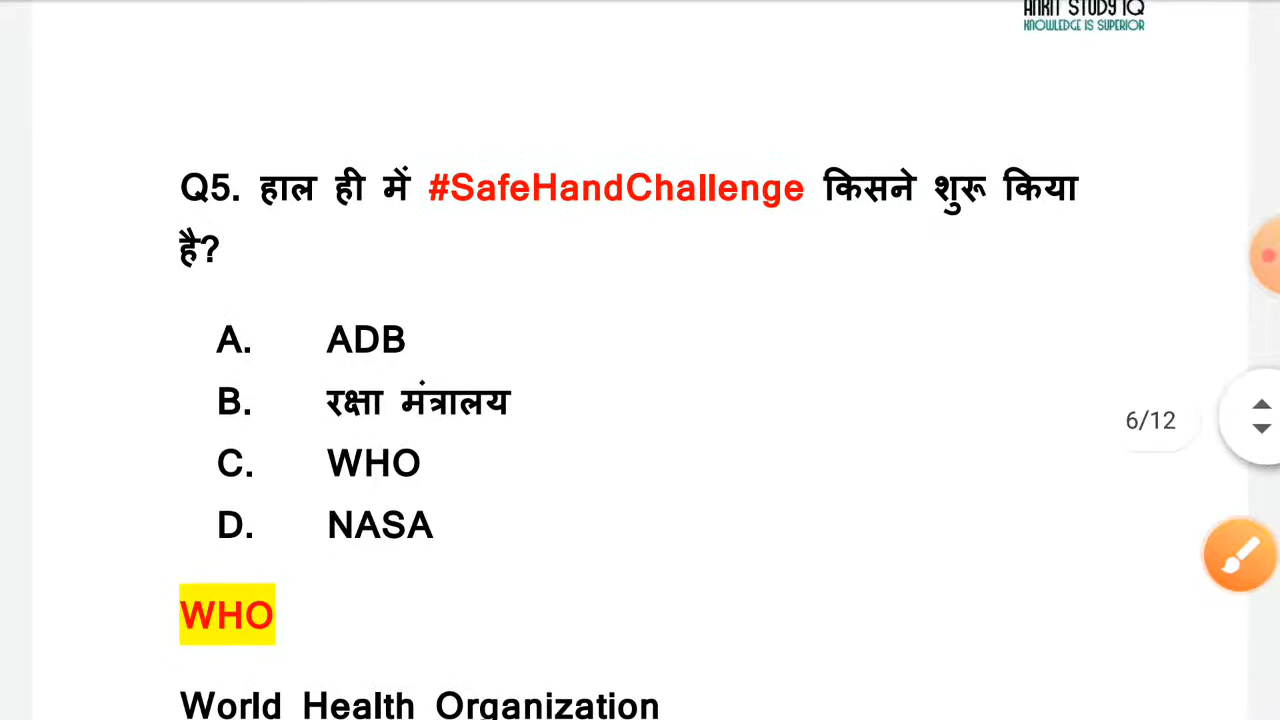 ANKIT STUDY IQ
KNOWLEDGE IS SUPERIOR
Q5. हाल ही में #SafeHandChallenge किसने शुरू किया
है?
A. ADB
B. रक्षा मंत्रालय
C. WHO
6/12
D. NASA
WHO
World Health Organization